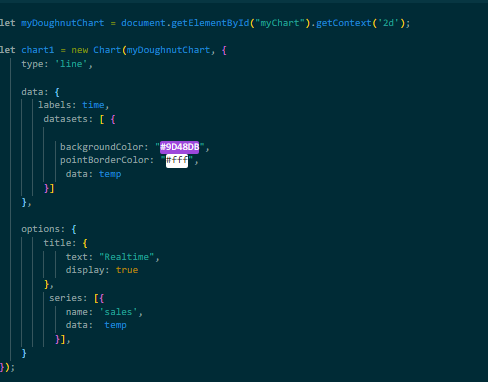 let myDoughnutChart = document.getElementById("myChart").getContext('2d');
let chart1 = new Chart(myDoughnutChart, {
type: 'line',
data: {
labels: time,
datasets: [ {
backgroundColor: "#9D48DB",
pointBorderColor: "#fff",
data: temp
}]
},
options: {
title: {
text: "Realtime",
display: true
},
series: [{
name: 'sales',
data: temp
}],
}
});